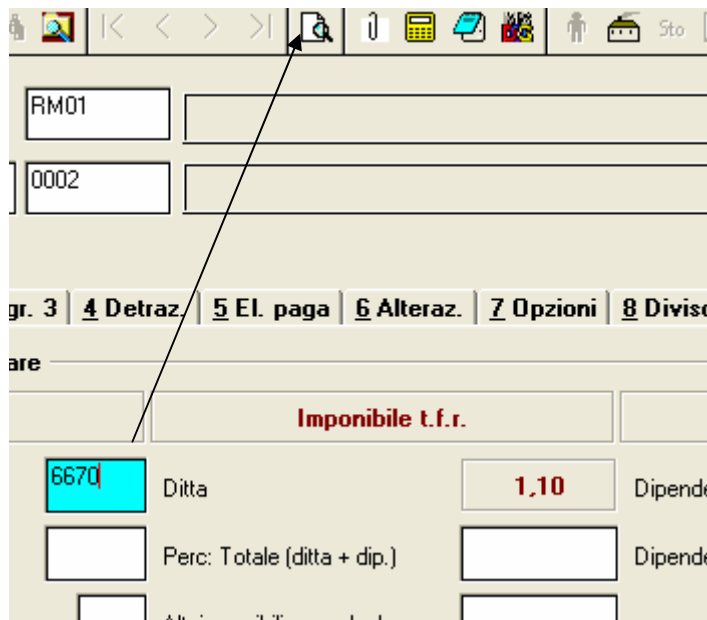 Sto
RM01
0002
gr. 3 4 Detraz. 5 El. paga 6 Alteraz. 7 Opzioni 8 Diviso
are
Imponibile t.f.r.
6670 Ditta 1,10 Dipende
Perc: Totale (ditta + dip.) Dipende